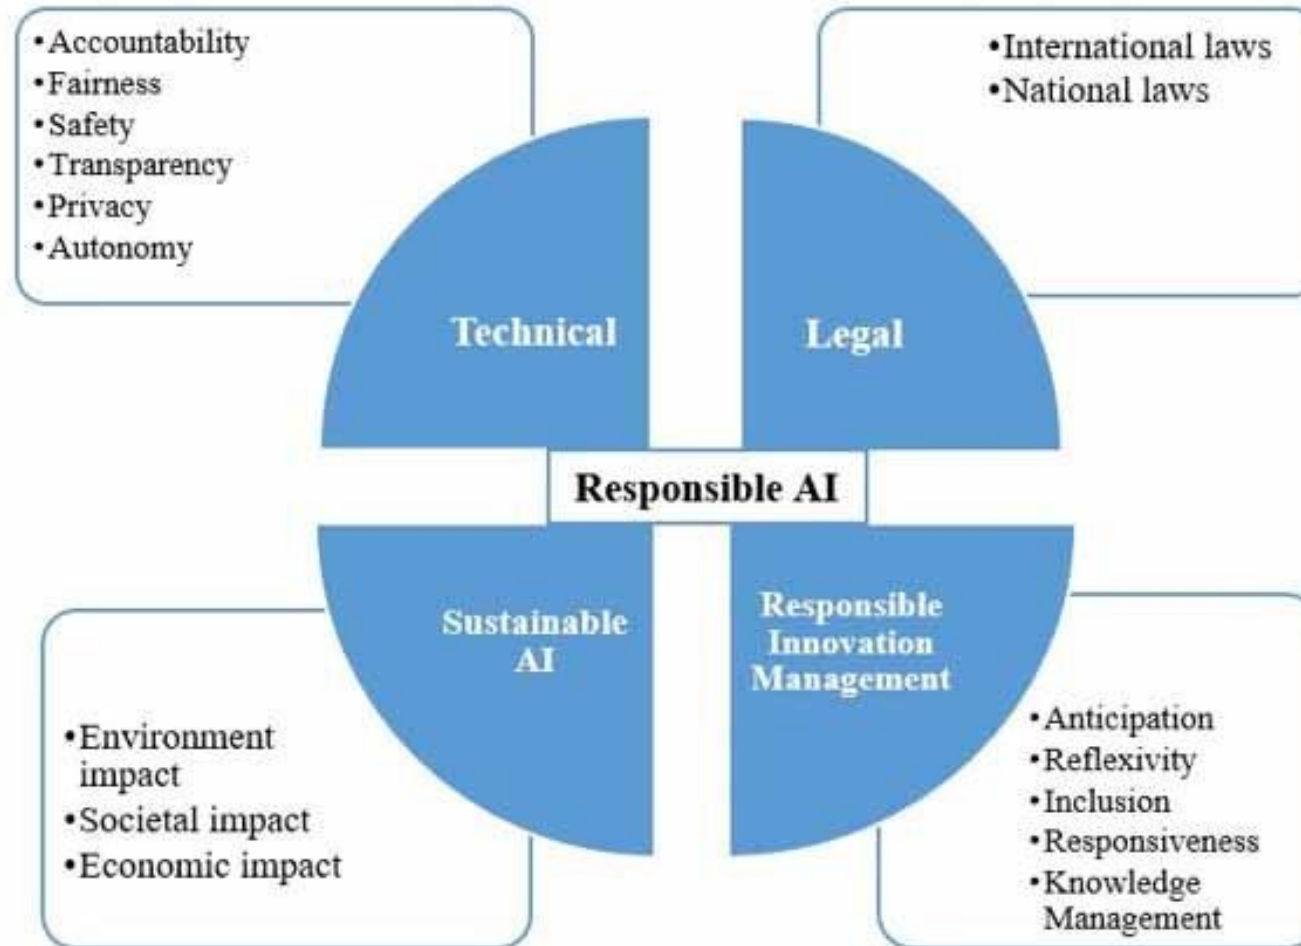 •Accountability
•Fairness
•Safety
•Transparency
•Privacy
•Autonomy
•International laws
•National laws
Technical
Legal
Responsible AI
Sustainable
AI
Responsible
Innovation
Management
•Environment
impact
•Societal impact
•Economic impact
•Anticipation
•Reflexivity
•Inclusion
•Responsiveness
•Knowledge
Management